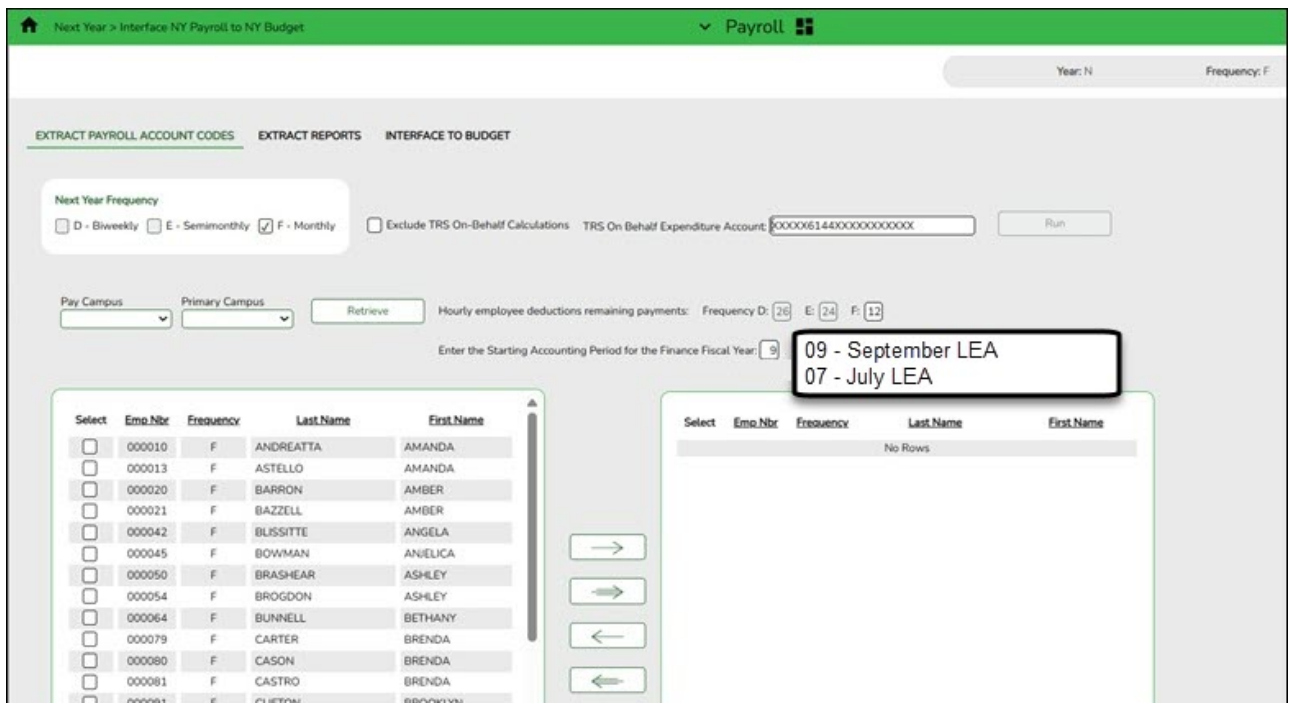 Next Year > Interface NY Payroll to NY Budget
Payroll
Year: N
Frequency: F
EXTRACT PAYROLL ACCOUNT CODES
EXTRACT REPORTS
INTERFACE TO BUDGET
Next Year Frequency
D - Biweekly
E - Semimonthly
F - Monthly
Exclude TRS On-Behalf Calculations
TRS On Behalf Expenditure Account:
XXXXX6144XXXXXXXXXXXX
Run
Pay Campus
Primary Campus
Retrieve
Hourly employee deductions remaining payments: Frequency D: 26 E: 24 F: 12
Enter the Starting Accounting Period for the Finance Fiscal Year: 9
09 - September LEA
07 - July LEA
Select Emp Nbr Frequency Last Name First Name
000010 F ANDREATTA AMANDA
000013 F ASTELLO AMANDA
000020 F BARRON AMBER
000021 F BAZZELL AMBER
000042 F BLISSITTE ANGELA
000045 F BOWMAN ANJELICA
000050 F BRASHEAR ASHLEY
000054 F BROGDON ASHLEY
000064 F BUNNELL BETHANY
000079 F CARTER BRENDA
000080 F CASON BRENDA
000081 F CASTRO BRENDA
000091 F CLIFTON BROOKLYN
Select Emp Nbr Frequency Last Name First Name
No Rows